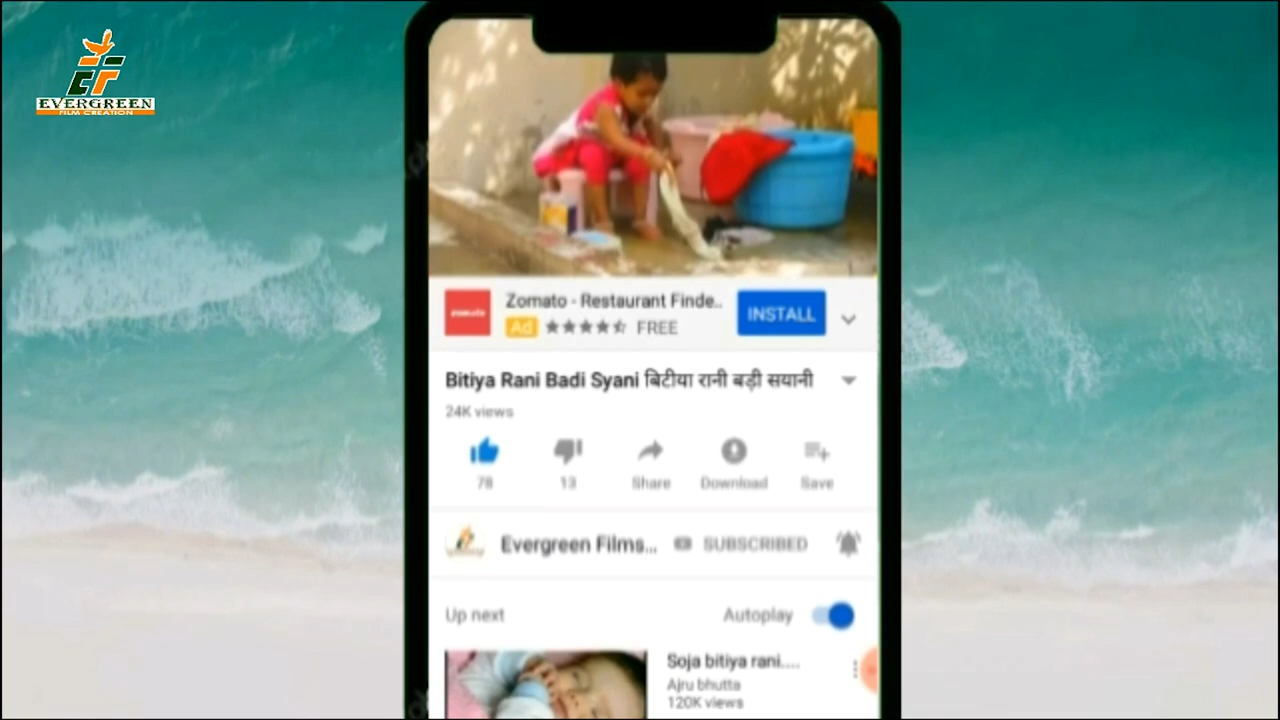 EVERGREEN
FILM CREATION
zomato
Zomato - Restaurant Finde..
Ad FREE
INSTALL
Bitiya Rani Badi Syani बिटीया रानी बड़ी सयानी
24K views
78
13
Share
Download
Save
Evergreen Films...
SUBSCRIBED
Up next
Autoplay
Soja bitiya rani....
Ajru bhutta
120K views